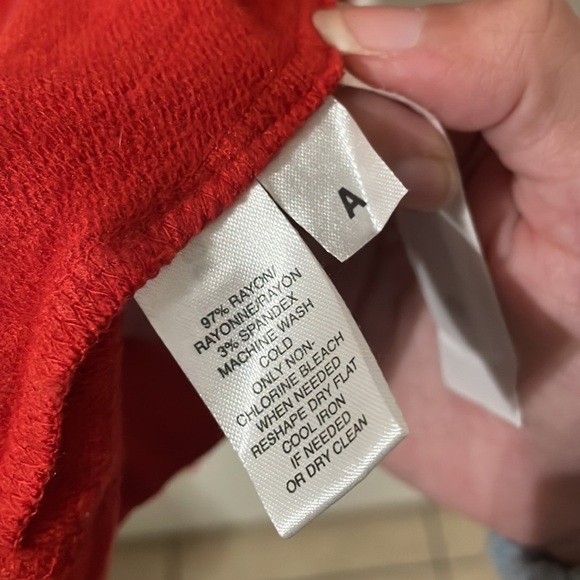 A
97% RAYON/
RAYONNE/RAYÓN
3% SPANDEX
MACHINE WASH
COLD
ONLY NON-
CHLORINE BLEACH
WHEN NEEDED
RESHAPE DRY FLAT
COOL IRON
IF NEEDED
OR DRY CLEAN